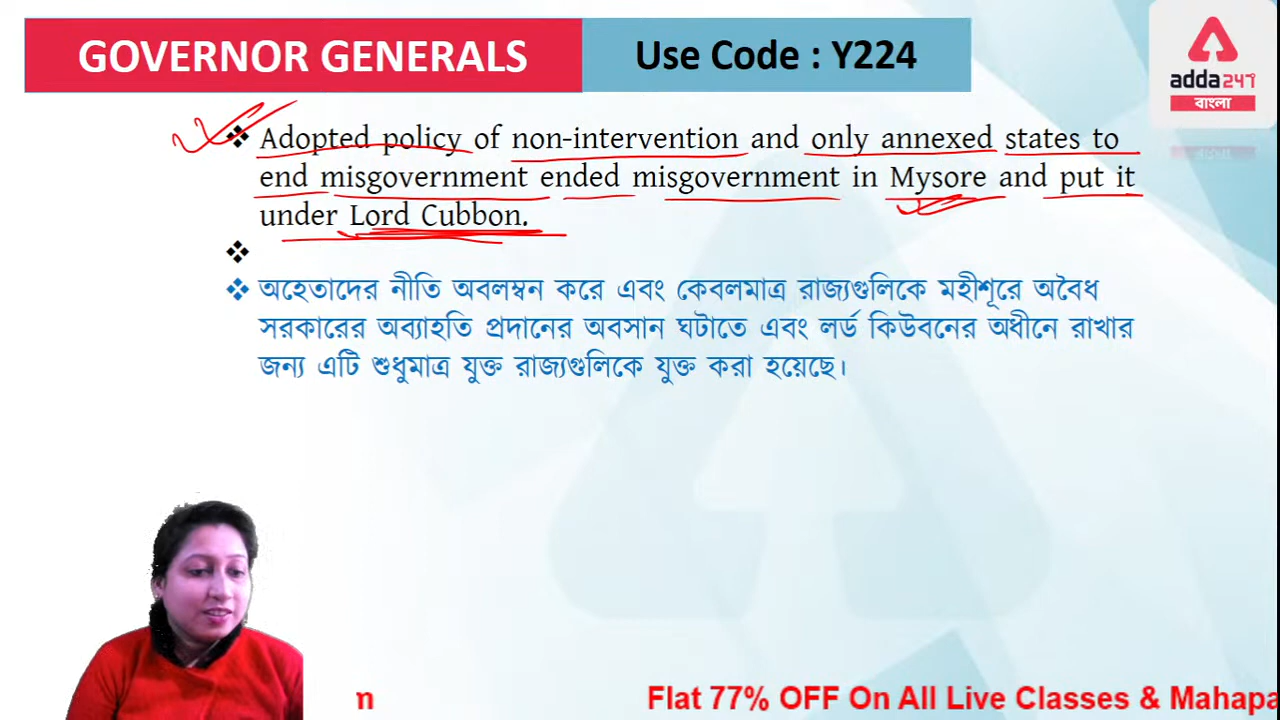 GOVERNOR GENERALS
Use Code : Y224
adda247
বাংলা
Adopted policy of non-intervention and only annexed states to
end misgovernment ended misgovernment in Mysore and put it
under Lord Cubbon.
অহেতাদের নীতি অবলম্বন করে এবং কেবলমাত্র রাজ্যগুলিকে মহীশূরে অবৈধ
সরকারের অব্যাহতি প্রদানের অবসান ঘটাতে এবং লর্ড কিউবনের অধীনে রাখার
জন্য এটি শুধুমাত্র যুক্ত রাজ্যগুলিকে যুক্ত করা হয়েছে।
n Flat 77% OFF On All Live Classes & Mahapa